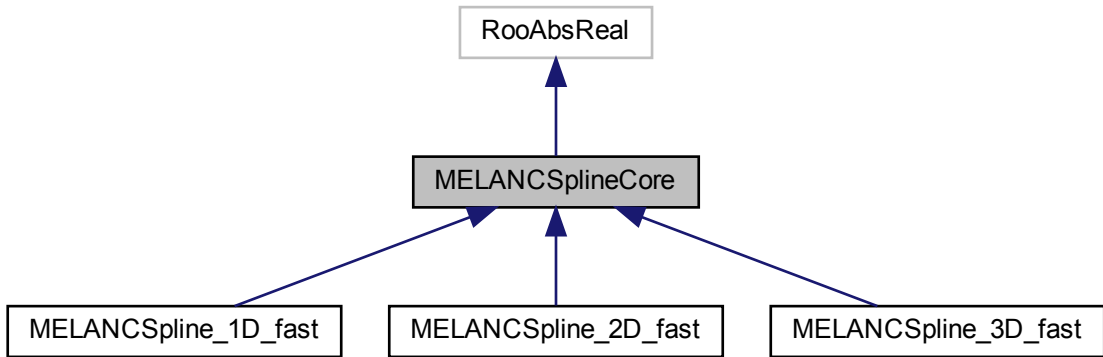 RooAbsReal
MELANCSplineCore
MELANCSpline_1D_fast
MELANCSpline_2D_fast
MELANCSpline_3D_fast